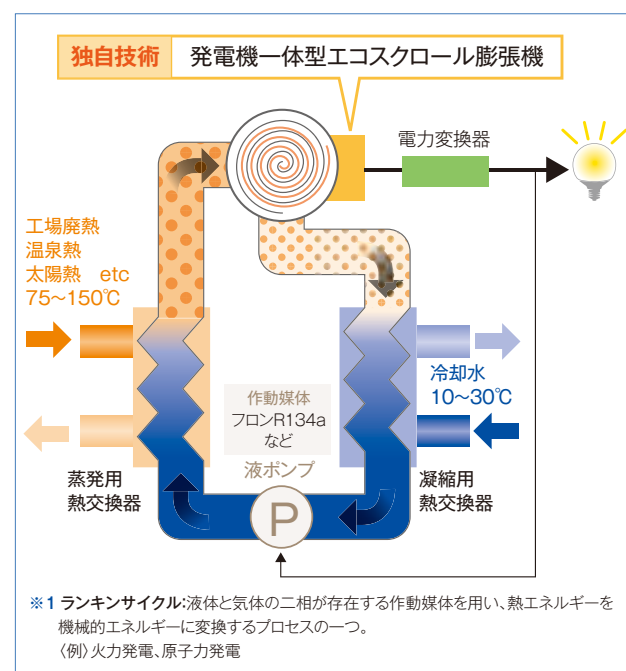 独自技術 発電機一体型エコスクロール膨張機
電力変換器
工場廃熱
温泉熱
太陽熱 etc
75～150℃
冷却水
10～30℃
作動媒体
フロンR134a
など
液ポンプ
P
蒸発用
熱交換器
凝縮用
熱交換器
※1 ランキンサイクル:液体と気体の二相が存在する作動媒体を用い、熱エネルギーを
機械的エネルギーに変換するプロセスの一つ。
〈例〉火力発電、原子力発電